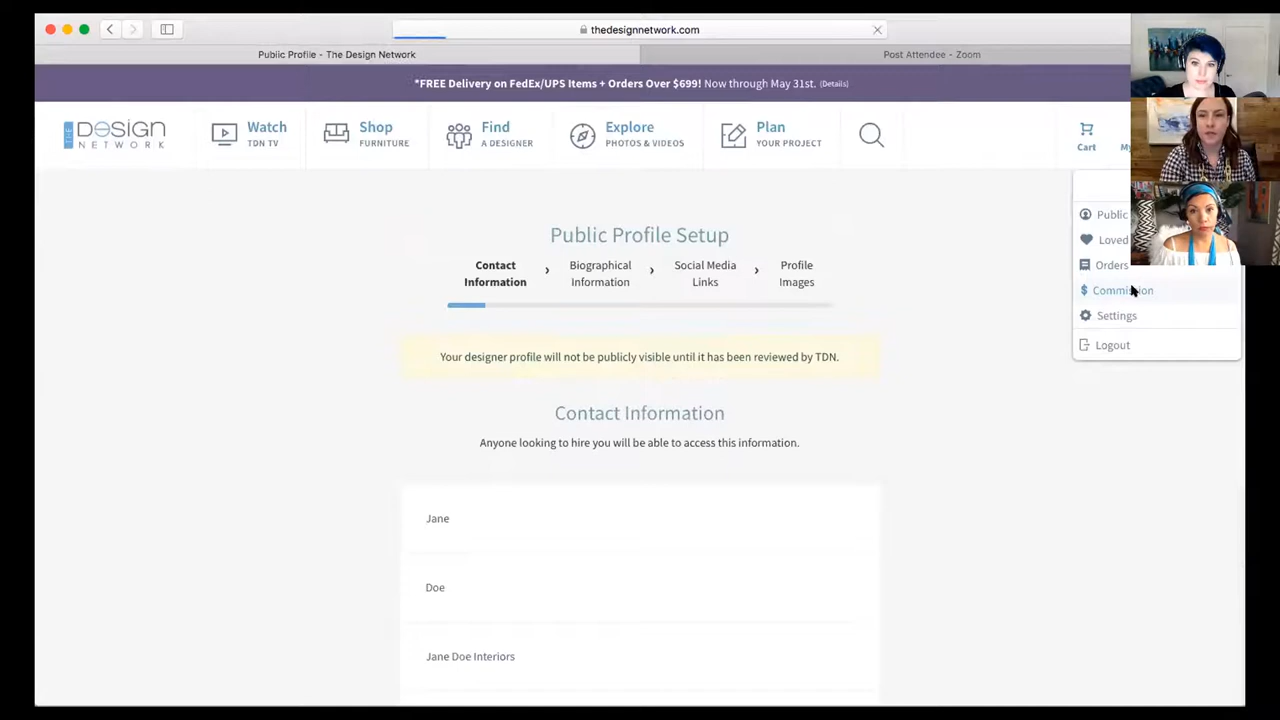 thedesignnetwork.com
Public Profile - The Design Network
Post Attendee - Zoom
*FREE Delivery on FedEx/UPS Items + Orders Over $699! Now through May 31st. (Details)
THE DESIGN NETWORK
Watch
TDN TV
Shop
FURNITURE
Find
A DESIGNER
Explore
PHOTOS & VIDEOS
Plan
YOUR PROJECT
Cart
Public
Loved
Orders
Commission
Settings
Logout
Public Profile Setup
Contact Information
Biographical Information
Social Media Links
Profile Images
Your designer profile will not be publicly visible until it has been reviewed by TDN.
Contact Information
Anyone looking to hire you will be able to access this information.
Jane
Doe
Jane Doe Interiors